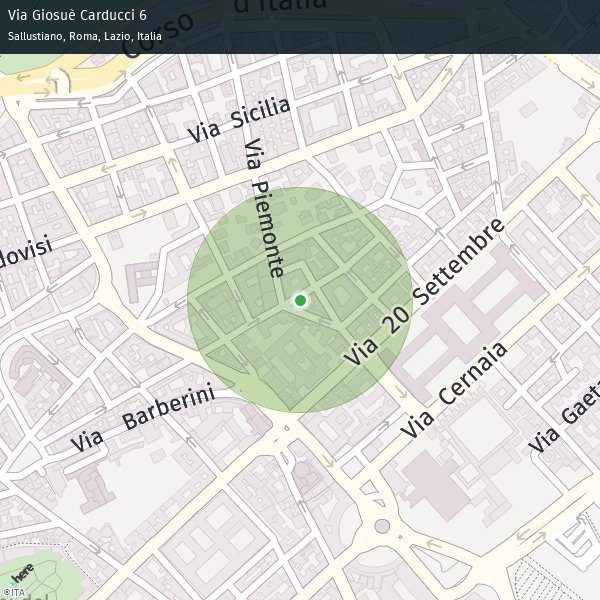 Via Giosuè Carducci 6
Sallustiano, Roma, Lazio, Italia
Corso d'Italia
Via Sicilia
Via Piemonte
dovisi
Via 20 Settembre
Via Cernaia
Via Barberini
Via Gaeta
here
©ITA